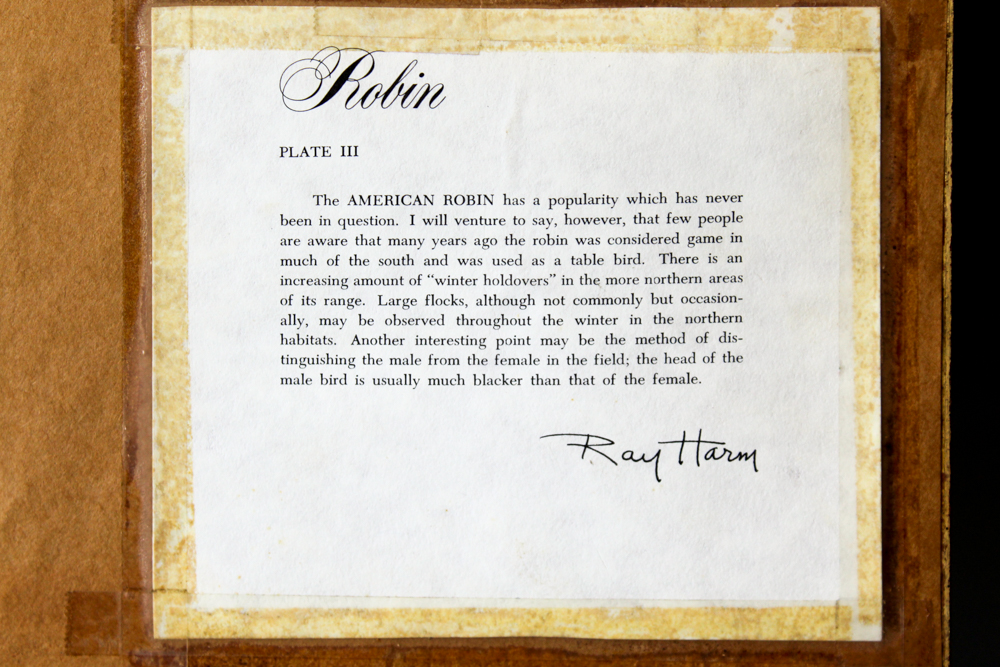 Robin
PLATE III
The AMERICAN ROBIN has a popularity which has never
been in question. I will venture to say, however, that few people
are aware that many years ago the robin was considered game in
much of the south and was used as a table bird. There is an
increasing amount of “winter holdovers” in the more northern areas
of its range. Large flocks, although not commonly but occasion-
ally, may be observed throughout the winter in the northern
habitats. Another interesting point may be the method of dis-
tinguishing the male from the female in the field; the head of the
male bird is usually much blacker than that of the female.
Ray Harm